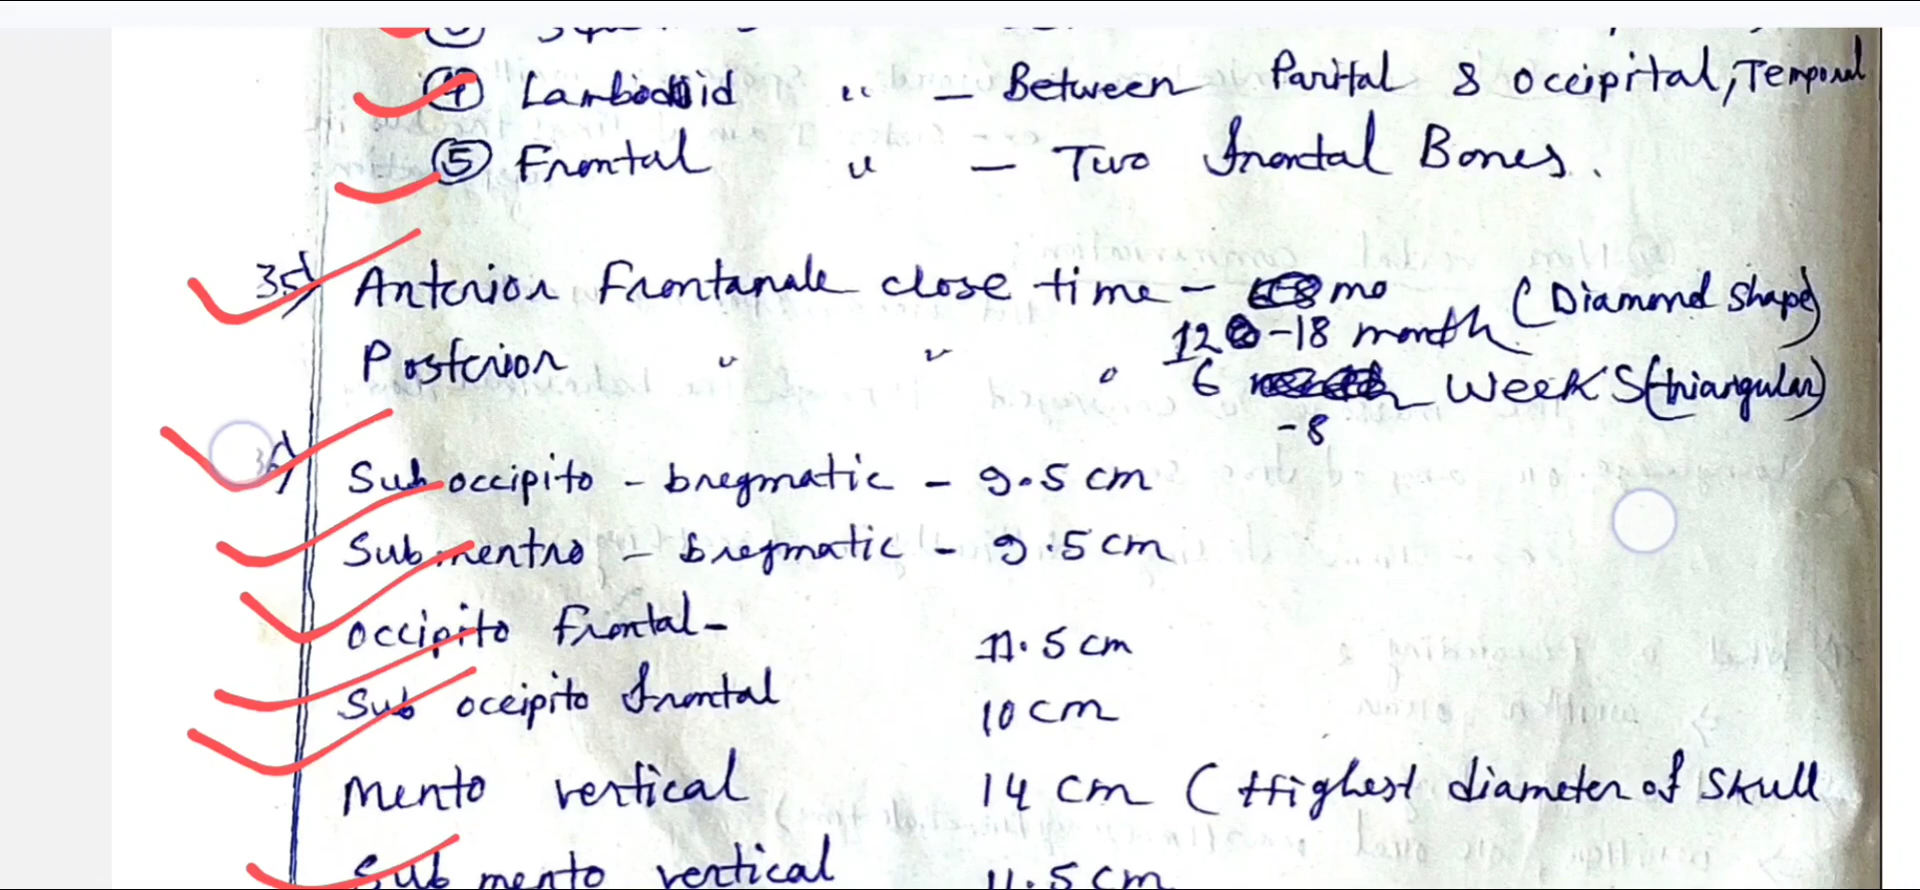 ④ Lamboidid " - Between Parital & occipital, Temporal
⑤ Frontal " - Two frontal Bones.
35) Anterior Frontanale close time - mo (Diamond Shape)
12-18 month
Posterior " " " 6 Weeks (triangular)
-8
36) Sub occipito - bregmatic - 9.5 cm
Sub mentro - bregmatic - 9.5 cm
occipito frontal - 11.5 cm
Sub occipito frontal 10 cm
Mento vertical 14 cm (Highest diameter of Skull
Sub mento vertical 11.5 cm